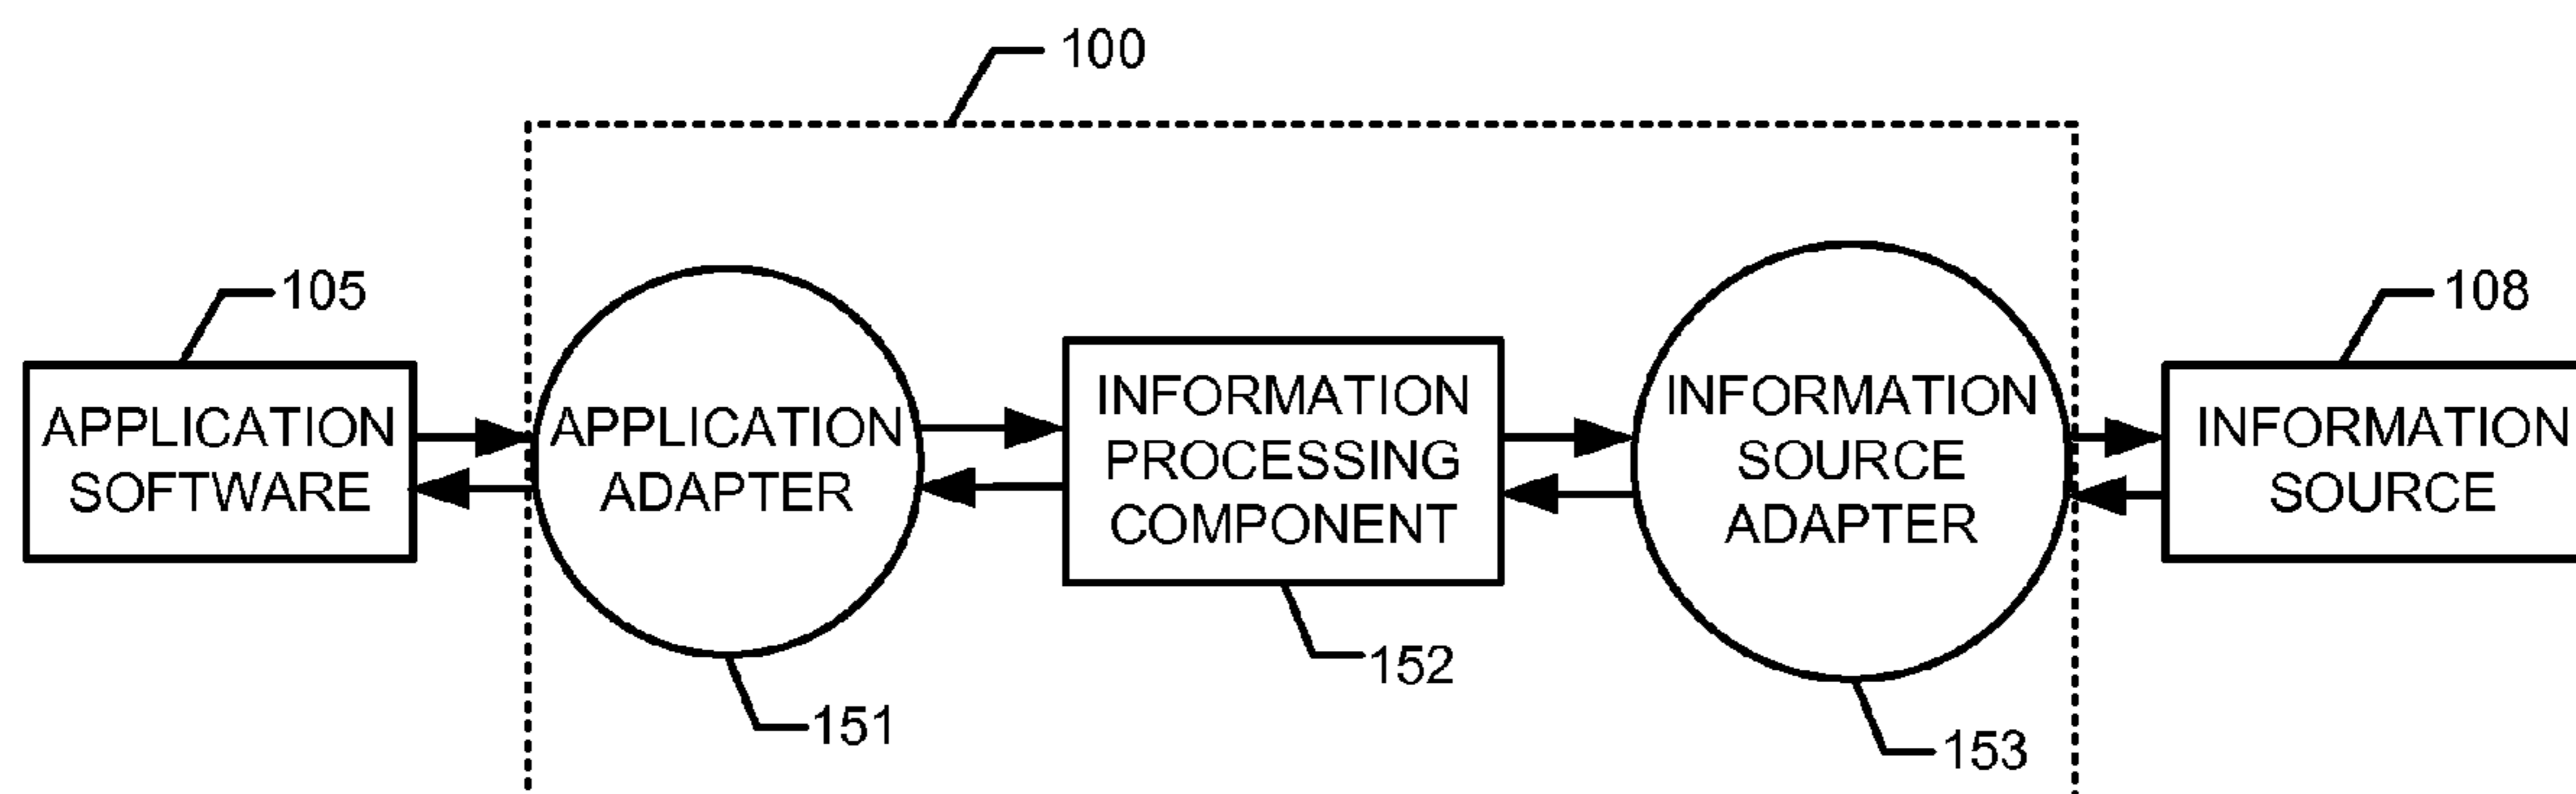 100
105
108
APPLICATION
SOFTWARE
APPLICATION
ADAPTER
INFORMATION
PROCESSING
COMPONENT
INFORMATION
SOURCE
ADAPTER
INFORMATION
SOURCE
151
152
153